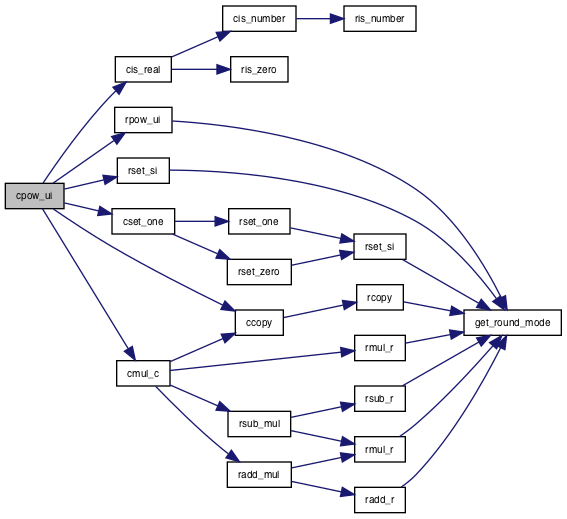 cis_number
ris_number
cis_real
ris_zero
rpow_ui
rset_si
cpow_ui
cset_one
rset_one
rset_si
rset_zero
rcopy
ccopy
get_round_mode
rmul_r
cmul_c
rsub_r
rsub_mul
rmul_r
radd_mul
radd_r